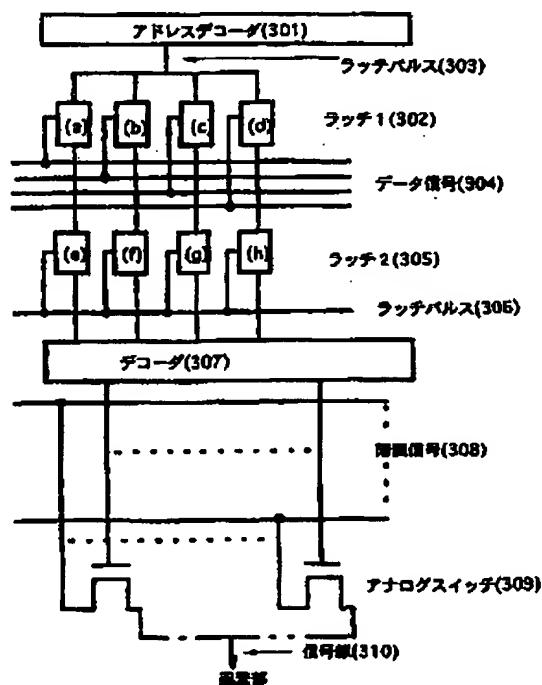 アドレスデコーダ(301)
ラッチパルス(303)
(a) (b) (c) (d) ラッチ1(302)
データ信号(304)
(e) (f) (g) (h) ラッチ2(305)
ラッチパルス(306)
デコーダ(307)
階調信号(308)
アナログスイッチ(309)
信号線(310)
画素部